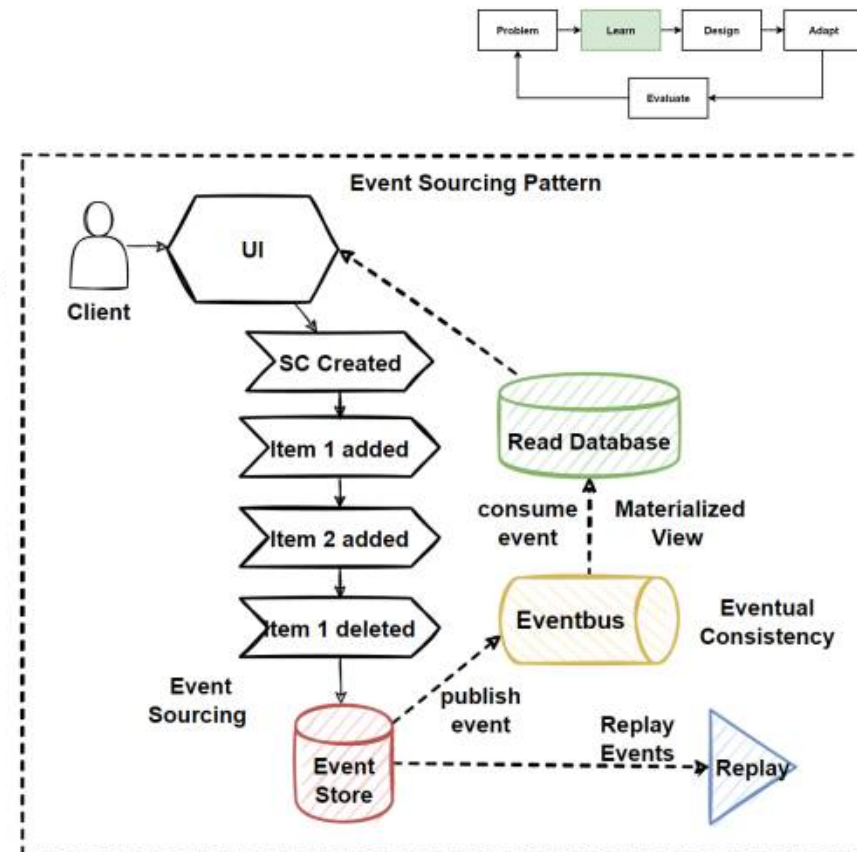 Problem
Learn
Design
Adapt
Evaluate
Event Sourcing Pattern
Client
UI
SC Created
Item 1 added
Item 2 added
Item 1 deleted
Event
Sourcing
Event
Store
publish
event
Eventbus
Eventual
Consistency
consume
event
Materialized
View
Read Database
Replay
Events
Replay